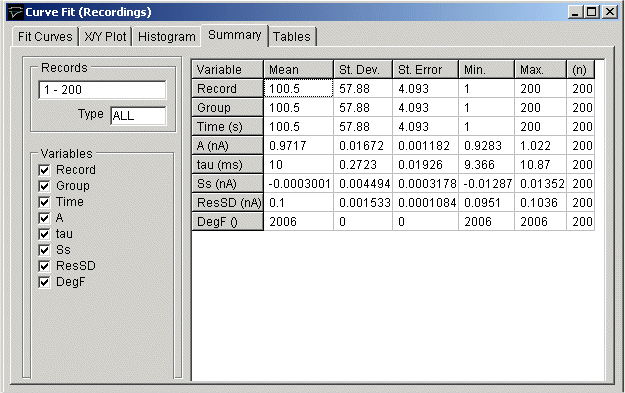 Curve Fit (Recordings)
Fit Curves X/Y Plot Histogram Summary Tables
Records
1 - 200
Type ALL
Variables
Record
Group
Time
A
tau
Ss
ResSD
DegF
Variable Mean St. Dev. St. Error Min. Max. (n)
Record 100.5 57.88 4.093 1 200 200
Group 100.5 57.88 4.093 1 200 200
Time (s) 100.5 57.88 4.093 1 200 200
A (nA) 0.9717 0.01672 0.001182 0.9283 1.022 200
tau (ms) 10 0.2723 0.01926 9.366 10.87 200
Ss (nA) -0.0003001 0.004494 0.0003178 -0.01287 0.01352 200
ResSD (nA) 0.1 0.001533 0.0001084 0.0951 0.1036 200
DegF () 2006 0 0 2006 2006 200